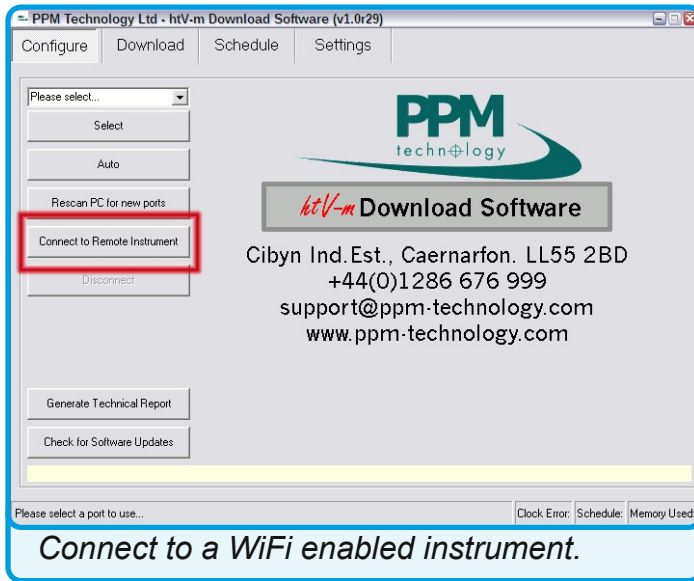 PPM Technology Ltd - htV-m Download Software (v1.0r29)
Configure Download Schedule Settings
Please select...
Select
Auto
Rescan PC for new ports
Connect to Remote Instrument
Disconnect
Generate Technical Report
Check for Software Updates
PPM
technology
htV-m Download Software
Cibyn Ind.Est., Caernarfon. LL55 2BD
+44(0)1286 676 999
support@ppm-technology.com
www.ppm-technology.com
Please select a port to use... Clock Error: Schedule: Memory Used:
Connect to a WiFi enabled instrument.